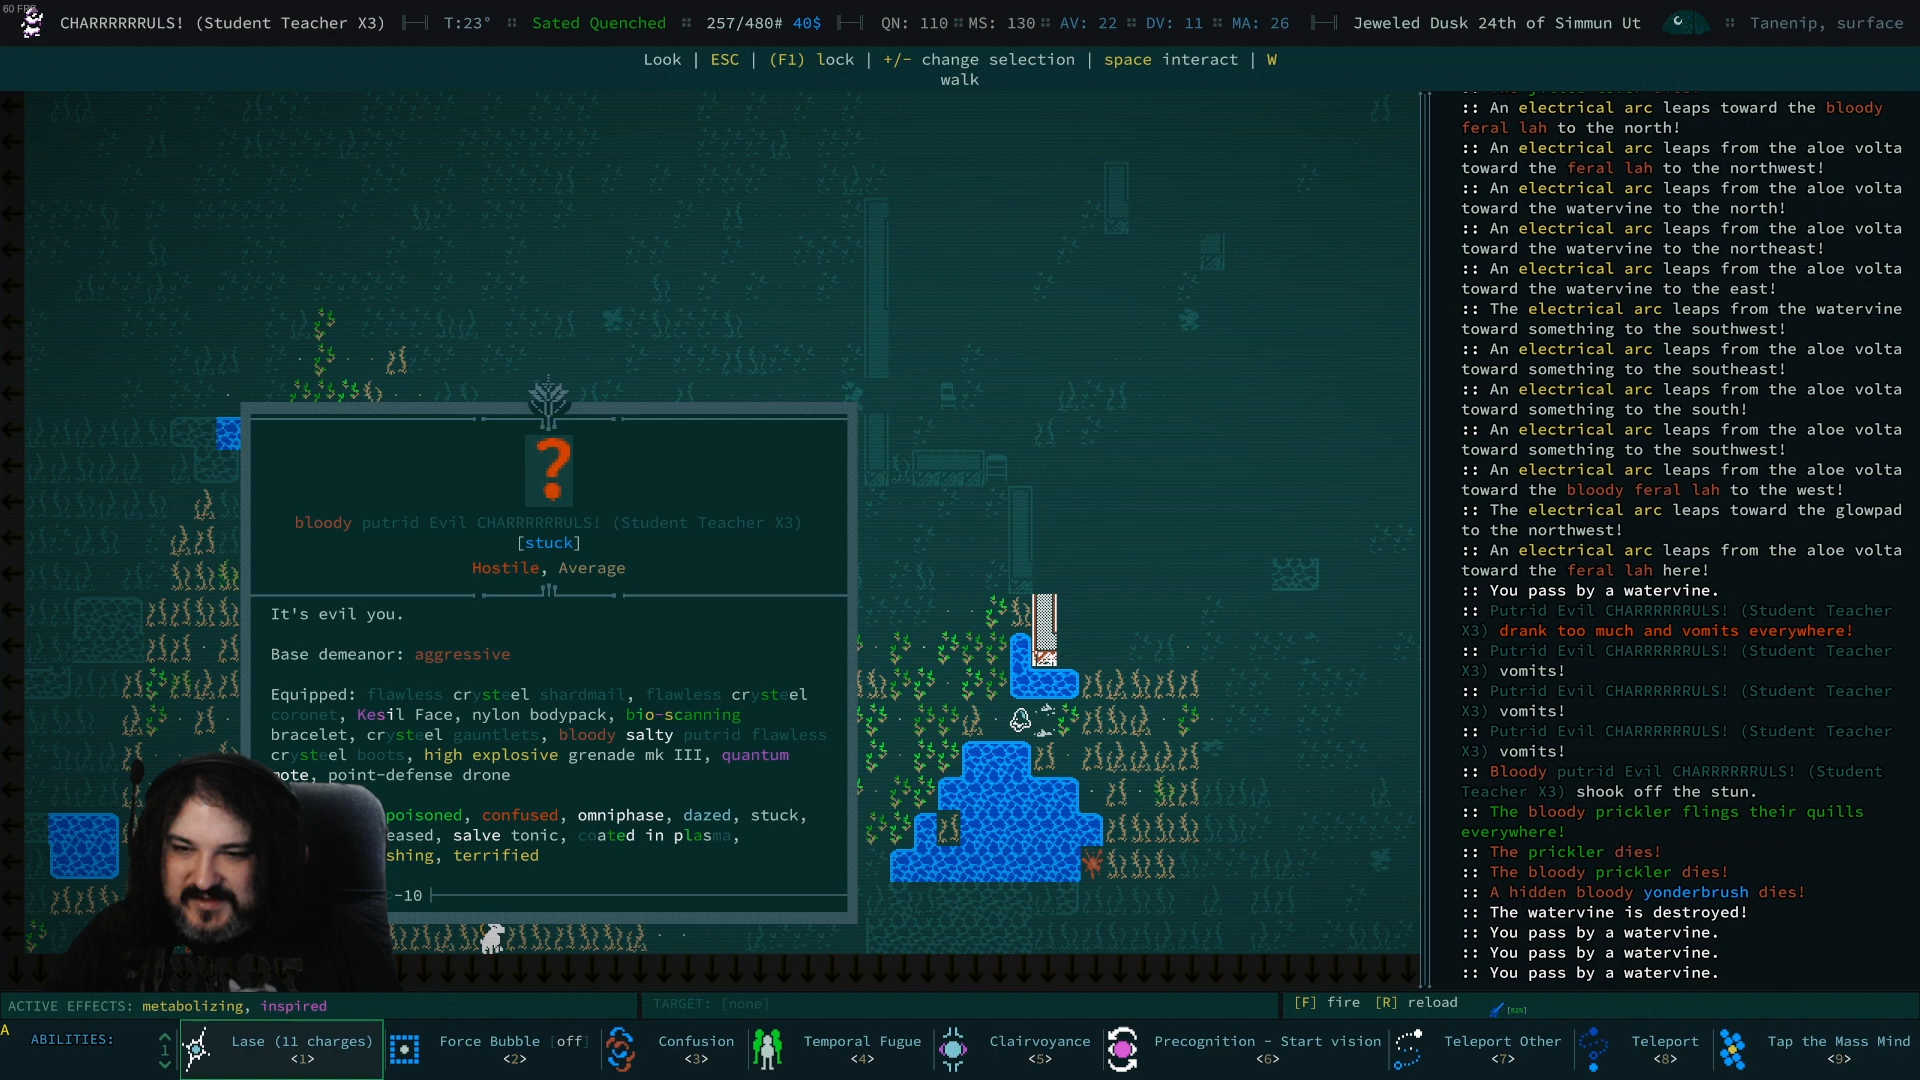 60 FPS
CHARRRRRRULS! (Student Teacher X3) T:23° :: Sated Quenched :: 257/480# 40$ QN: 110 :: MS: 130 :: AV: 22 :: DV: 11 :: MA: 26 Jeweled Dusk 24th of Simmun Ut :: Tanenip, surface
Look | ESC | (F1) lock | +/- change selection | space interact | W
walk
bloody putrid Evil CHARRRRRRULS! (Student Teacher X3)
[stuck]
Hostile, Average
It's evil you.
Base demeanor: aggressive
Equipped: flawless crysteel shardmail, flawless crysteel
coronet, Kesil Face, nylon bodypack, bio-scanning
bracelet, crysteel gauntlets, bloody salty putrid flawless
crysteel boots, high explosive grenade mk III, quantum
mote, point-defense drone
poisoned, confused, omniphase, dazed, stuck,
eased, salve tonic, coated in plasma,
shing, terrified
-10
:: An electrical arc leaps toward the bloody
feral lah to the north!
:: An electrical arc leaps from the aloe volta
toward the feral lah to the northwest!
:: An electrical arc leaps from the aloe volta
toward the watervine to the north!
:: An electrical arc leaps from the aloe volta
toward the watervine to the northeast!
:: An electrical arc leaps from the aloe volta
toward the watervine to the east!
:: The electrical arc leaps from the watervine
toward something to the southwest!
:: An electrical arc leaps from the aloe volta
toward something to the southeast!
:: An electrical arc leaps from the aloe volta
toward something to the south!
:: An electrical arc leaps from the aloe volta
toward something to the southwest!
:: An electrical arc leaps from the aloe volta
toward the bloody feral lah to the west!
:: The electrical arc leaps toward the glowpad
to the northwest!
:: An electrical arc leaps from the aloe volta
toward the feral lah here!
:: You pass by a watervine.
:: Putrid Evil CHARRRRRRULS! (Student Teacher
X3) drank too much and vomits everywhere!
:: Putrid Evil CHARRRRRRULS! (Student Teacher
X3) vomits!
:: Putrid Evil CHARRRRRRULS! (Student Teacher
X3) vomits!
:: Putrid Evil CHARRRRRRULS! (Student Teacher
X3) vomits!
:: Bloody putrid Evil CHARRRRRRULS! (Student
Teacher X3) shook off the stun.
:: The bloody prickler flings their quills
everywhere!
:: The prickler dies!
:: The bloody prickler dies!
:: A hidden bloody yonderbrush dies!
:: The watervine is destroyed!
:: You pass by a watervine.
:: You pass by a watervine.
:: You pass by a watervine.
ACTIVE EFFECTS: metabolizing, inspired
TARGET: [none]
[F] fire [R] reload [82%]
A
ABILITIES: 1
Lase (11 charges) <1>
Force Bubble [off] <2>
Confusion <3>
Temporal Fugue <4>
Clairvoyance <5>
Precognition - Start vision <6>
Teleport Other <7>
Teleport <8>
Tap the Mass Mind <9>